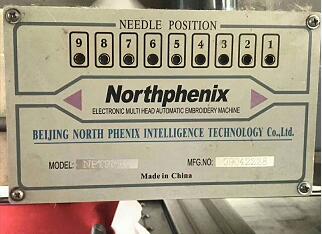 NEEDLE POSITION
9 8 7 6 5 4 3 2 1
Northphenix
ELECTRONIC MULTI HEAD AUTOMATIC EMBROIDERY MACHINE
BEIJING NORTH PHENIX INTELLIGENCE TECHNOLOGY Co.,Ltd.
MODEL:
MFG.NO: 09042228
Made in China